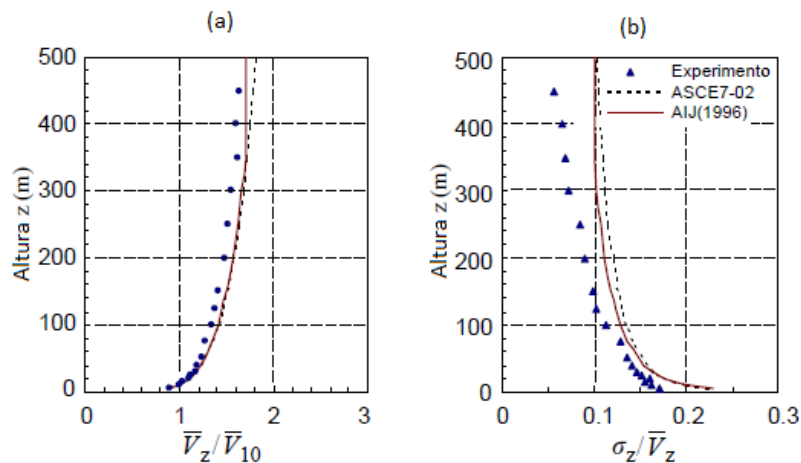 (a)
500
400
300
200
100
0
Altura z (m)
0
1
2
3
V̅z/V̅10
(b)
500
400
300
200
100
0
Altura z (m)
Experimento
ASCE7-02
AIJ(1996)
0
0.1
0.2
0.3
σz/V̅z